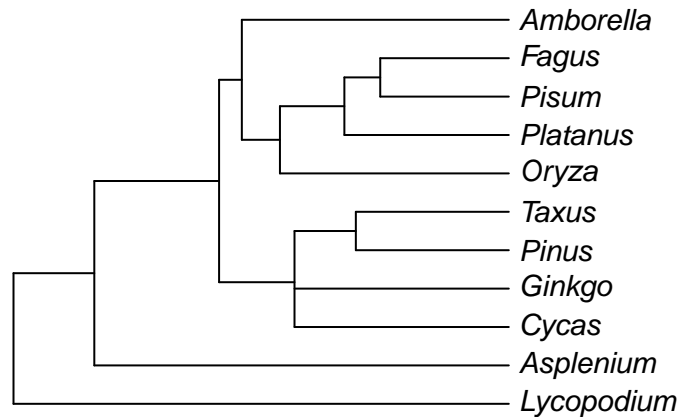 Amborella
Fagus
Pisum
Platanus
Oryza
Taxus
Pinus
Ginkgo
Cycas
Asplenium
Lycopodium